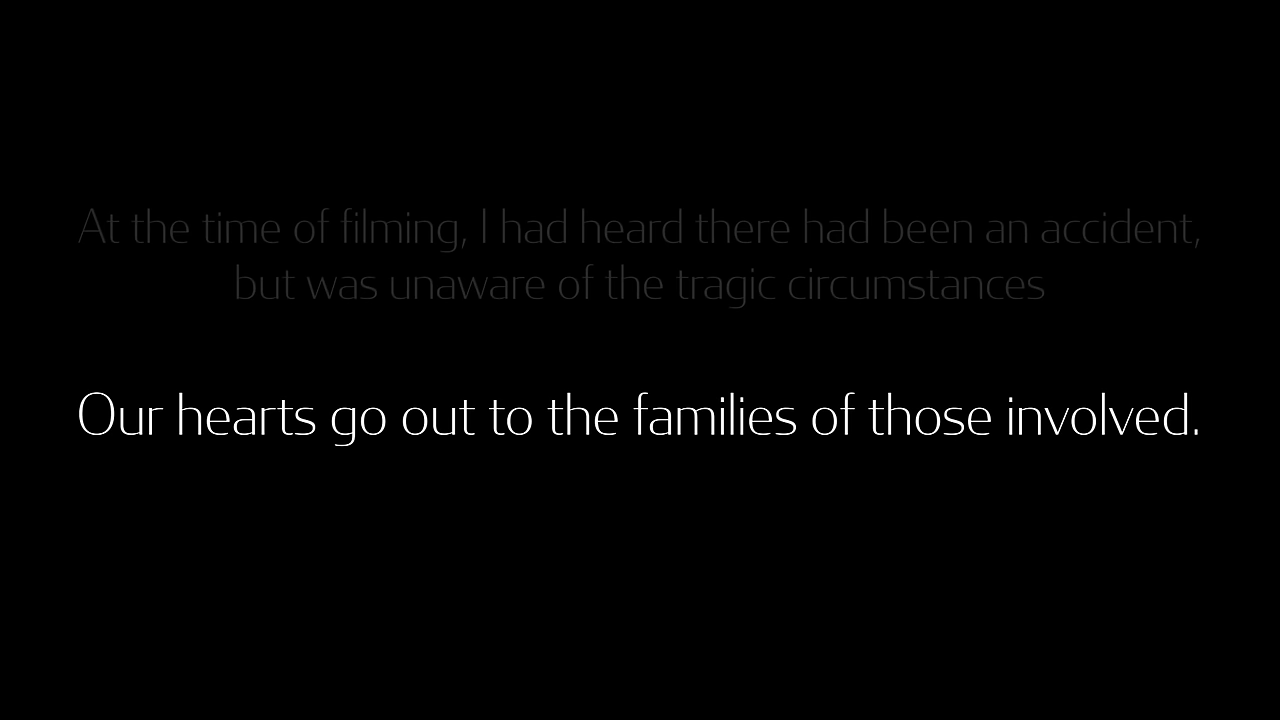 At the time of filming, I had heard there had been an accident,
but was unaware of the tragic circumstances
Our hearts go out to the families of those involved.